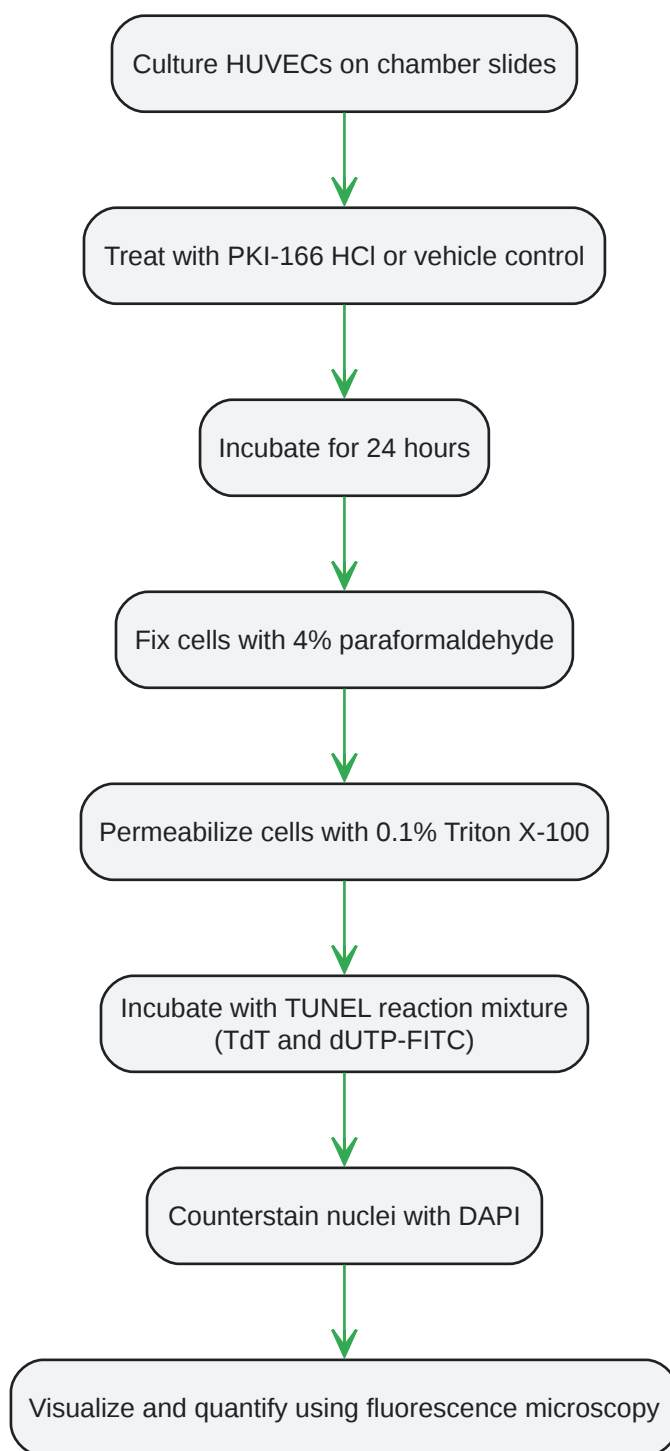 Culture HUVECs on chamber slides
Treat with PKI-166 HCl or vehicle control
Incubate for 24 hours
Fix cells with 4% paraformaldehyde
Permeabilize cells with 0.1% Triton X-100
Incubate with TUNEL reaction mixture
(TdT and dUTP-FITC)
Counterstain nuclei with DAPI
Visualize and quantify using fluorescence microscopy